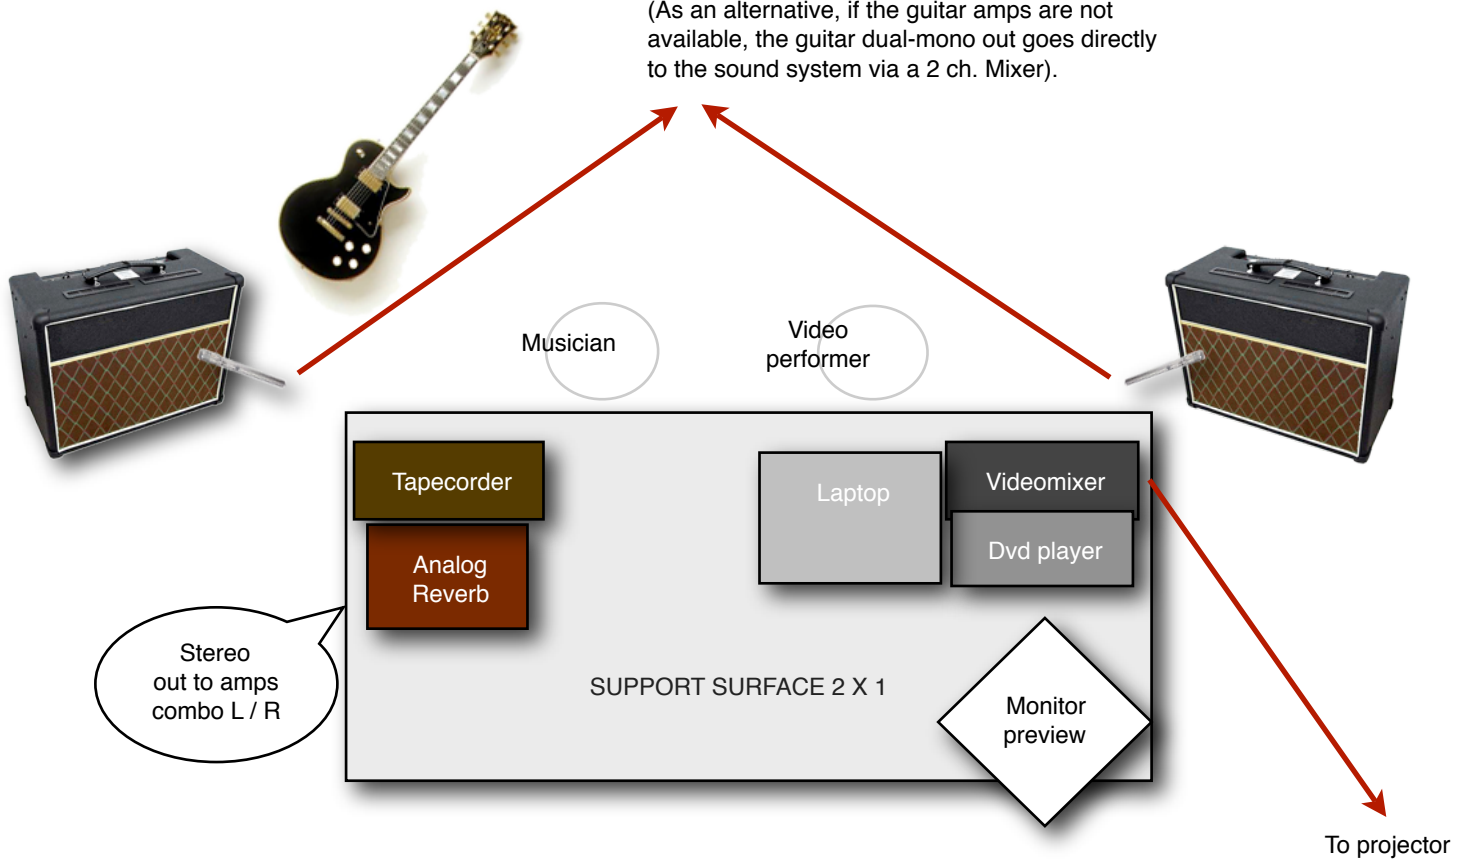 (As an alternative, if the guitar amps are not
available, the guitar dual-mono out goes directly
to the sound system via a 2 ch. Mixer).
Musician
Video
performer
Tapecorder
Laptop
Videomixer
Analog
Reverb
Dvd player
Stereo
out to amps
combo L / R
SUPPORT SURFACE 2 X 1
Monitor
preview
To projector